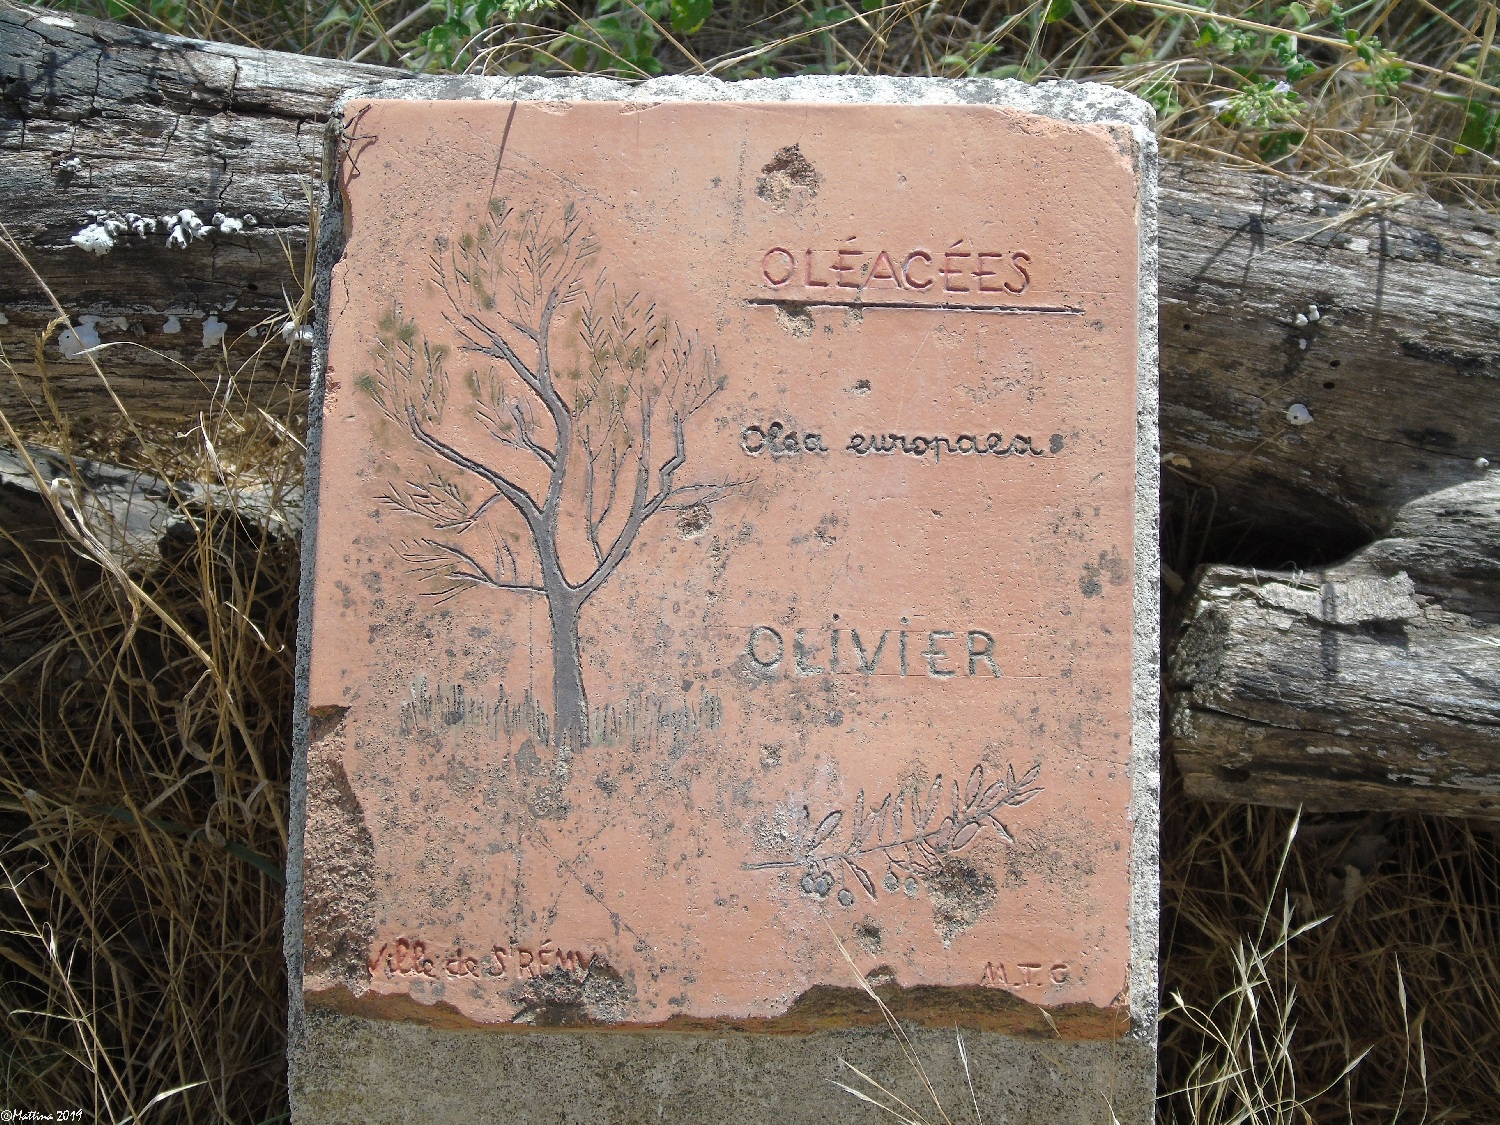 OLÉACÉES
Olea europaea
OLIVIER
Ville de St RÉMY
M.T.G
©Mattina 2019